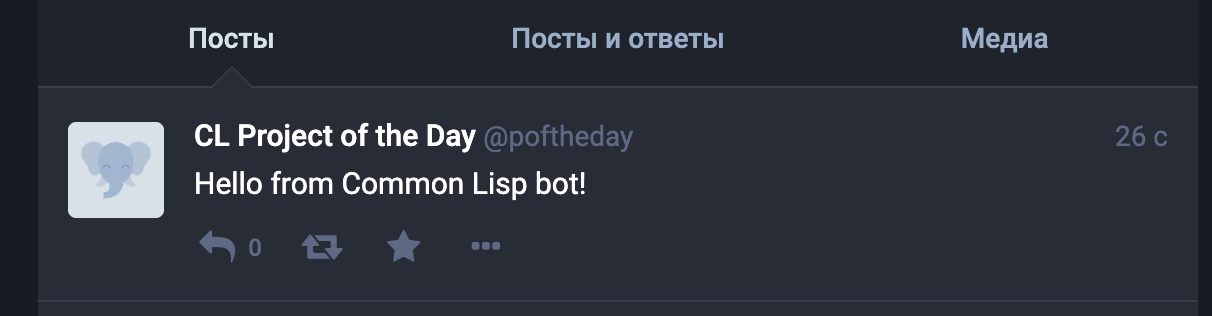 Посты Посты и ответы Медиа
CL Project of the Day @poftheday 26 с
Hello from Common Lisp bot!
0